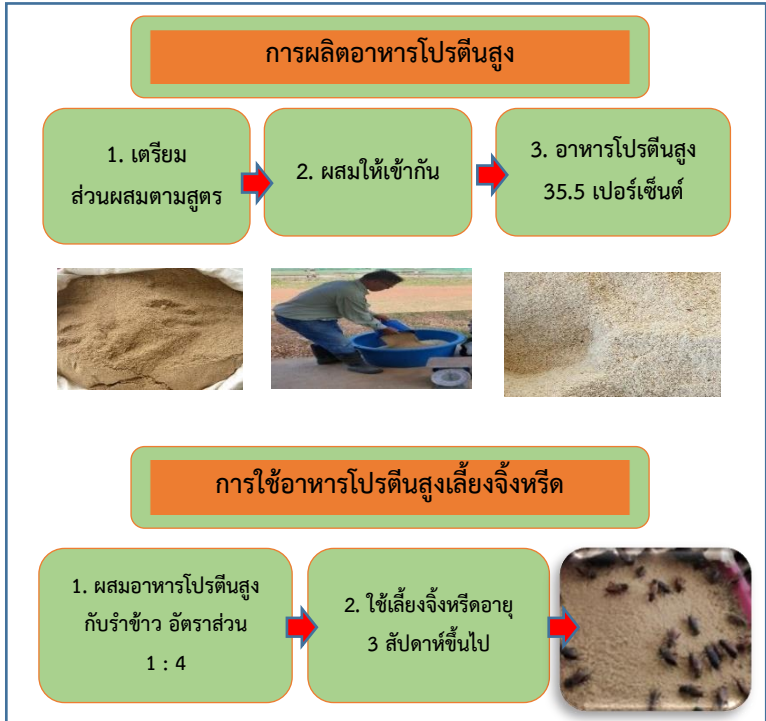 การผลิตอาหารโปรตีนสูง
1. เตรียม
ส่วนผสมตามสูตร
2. ผสมให้เข้ากัน
3. อาหารโปรตีนสูง
35.5 เปอร์เซ็นต์
การใช้อาหารโปรตีนสูงเลี้ยงจิ้งหรีด
1. ผสมอาหารโปรตีนสูง
กับรำข้าว อัตราส่วน
1 : 4
2. ใช้เลี้ยงจิ้งหรีดอายุ
3 สัปดาห์ขึ้นไป